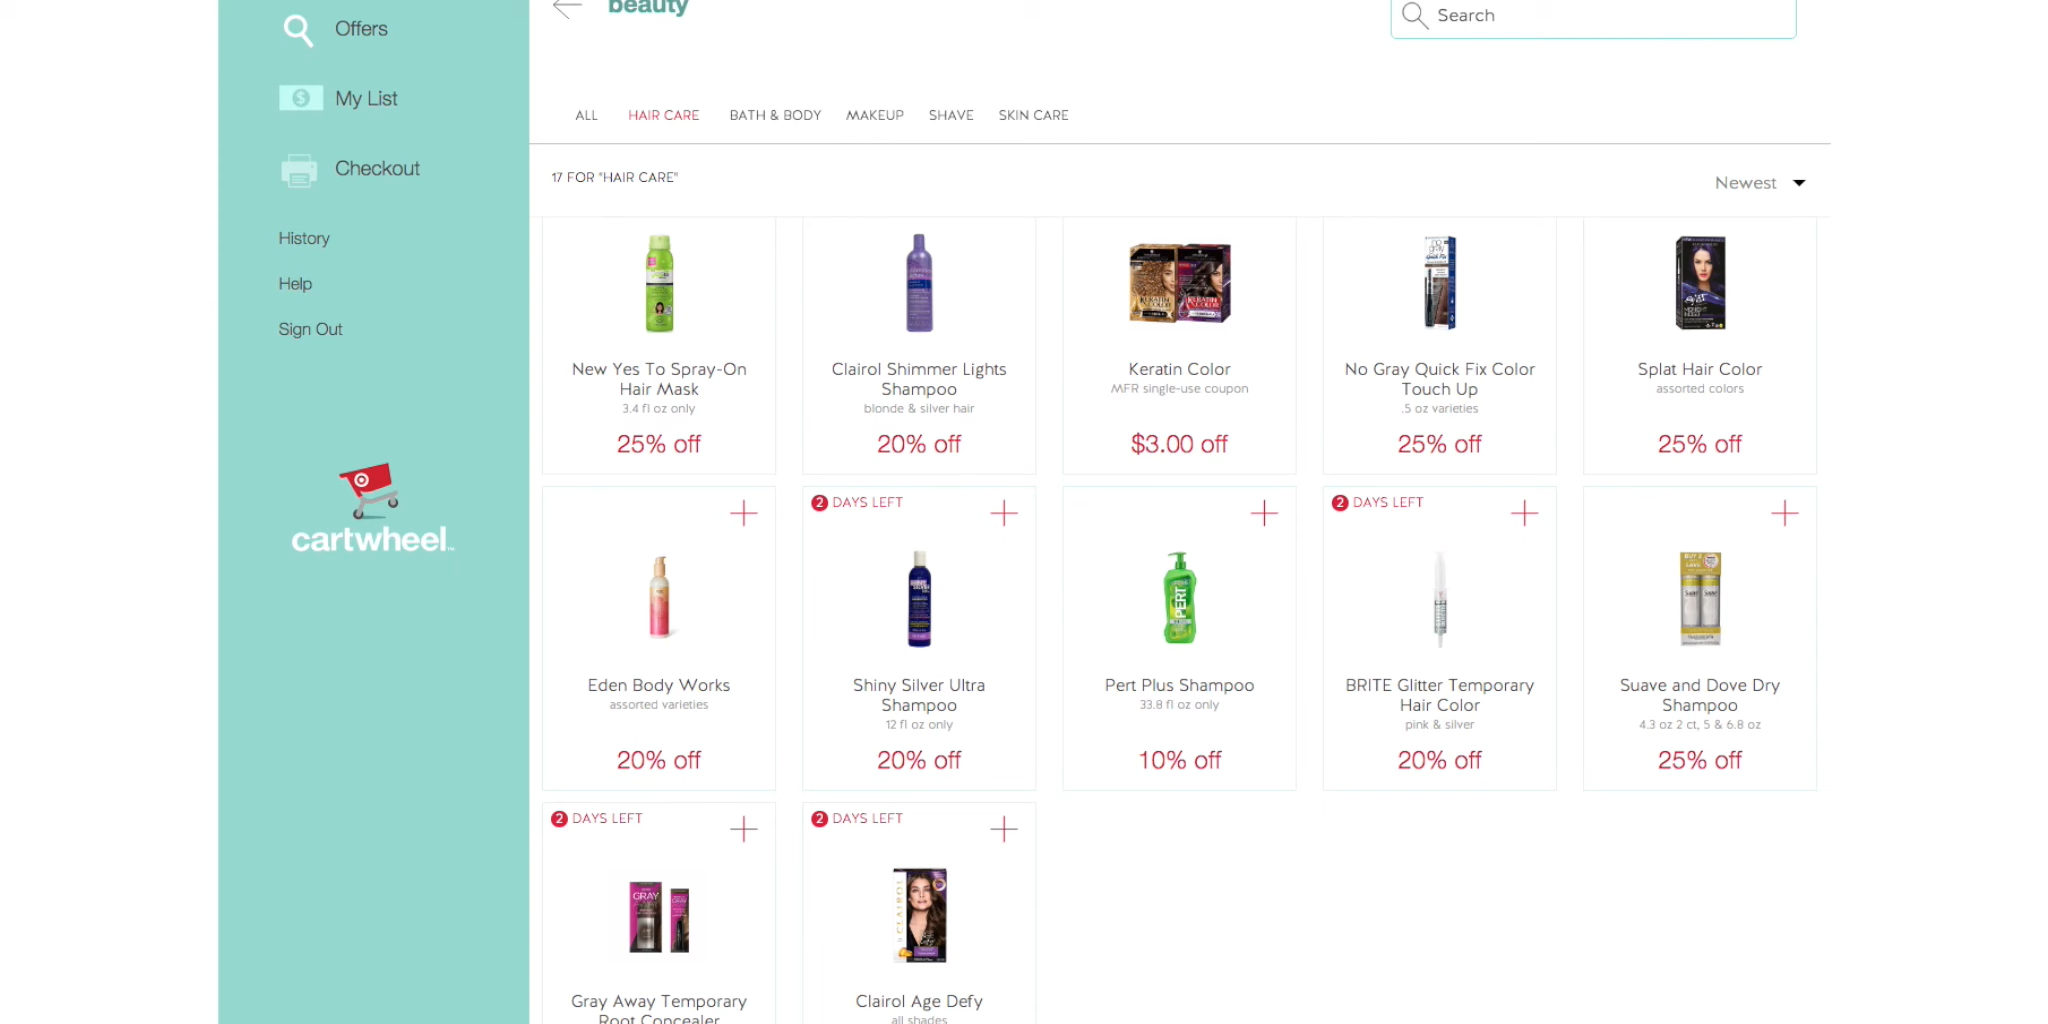 beauty
Search
Offers
My List
Checkout
History
Help
Sign Out
cartwheel
ALL HAIR CARE BATH & BODY MAKEUP SHAVE SKIN CARE
17 FOR "HAIR CARE"
Newest
New Yes To Spray-On
Hair Mask
3.4 fl oz only
25% off
Clairol Shimmer Lights
Shampoo
blonde & silver hair
20% off
Keratin Color
MFR single-use coupon
$3.00 off
No Gray Quick Fix Color
Touch Up
.5 oz varieties
25% off
Splat Hair Color
assorted colors
25% off
Eden Body Works
assorted varieties
20% off
2 DAYS LEFT
Shiny Silver Ultra
Shampoo
12 fl oz only
20% off
PERT
Pert Plus Shampoo
33.8 fl oz only
10% off
2 DAYS LEFT
BRITE Glitter Temporary
Hair Color
pink & silver
20% off
Suave and Dove Dry
Shampoo
4.3 oz 2 ct, 5 & 6.8 oz
25% off
2 DAYS LEFT
GRAY
Gray Away Temporary
Root Concealer
2 DAYS LEFT
CLAIROL
Clairol Age Defy
all shades